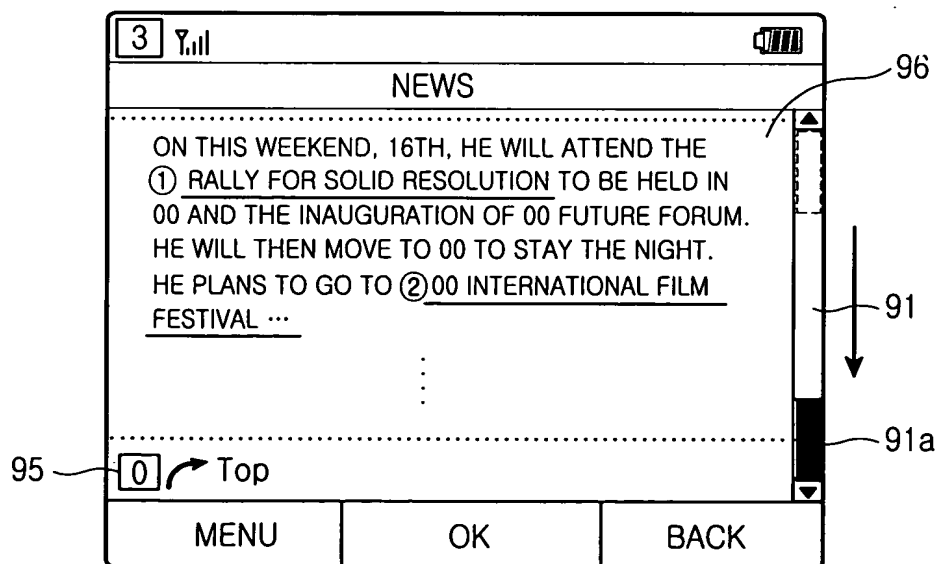 3
NEWS
96
ON THIS WEEKEND, 16TH, HE WILL ATTEND THE
① RALLY FOR SOLID RESOLUTION TO BE HELD IN
00 AND THE INAUGURATION OF 00 FUTURE FORUM.
HE WILL THEN MOVE TO 00 TO STAY THE NIGHT.
HE PLANS TO GO TO ②00 INTERNATIONAL FILM
FESTIVAL ···
91
91a
95
0 Top
MENU OK BACK